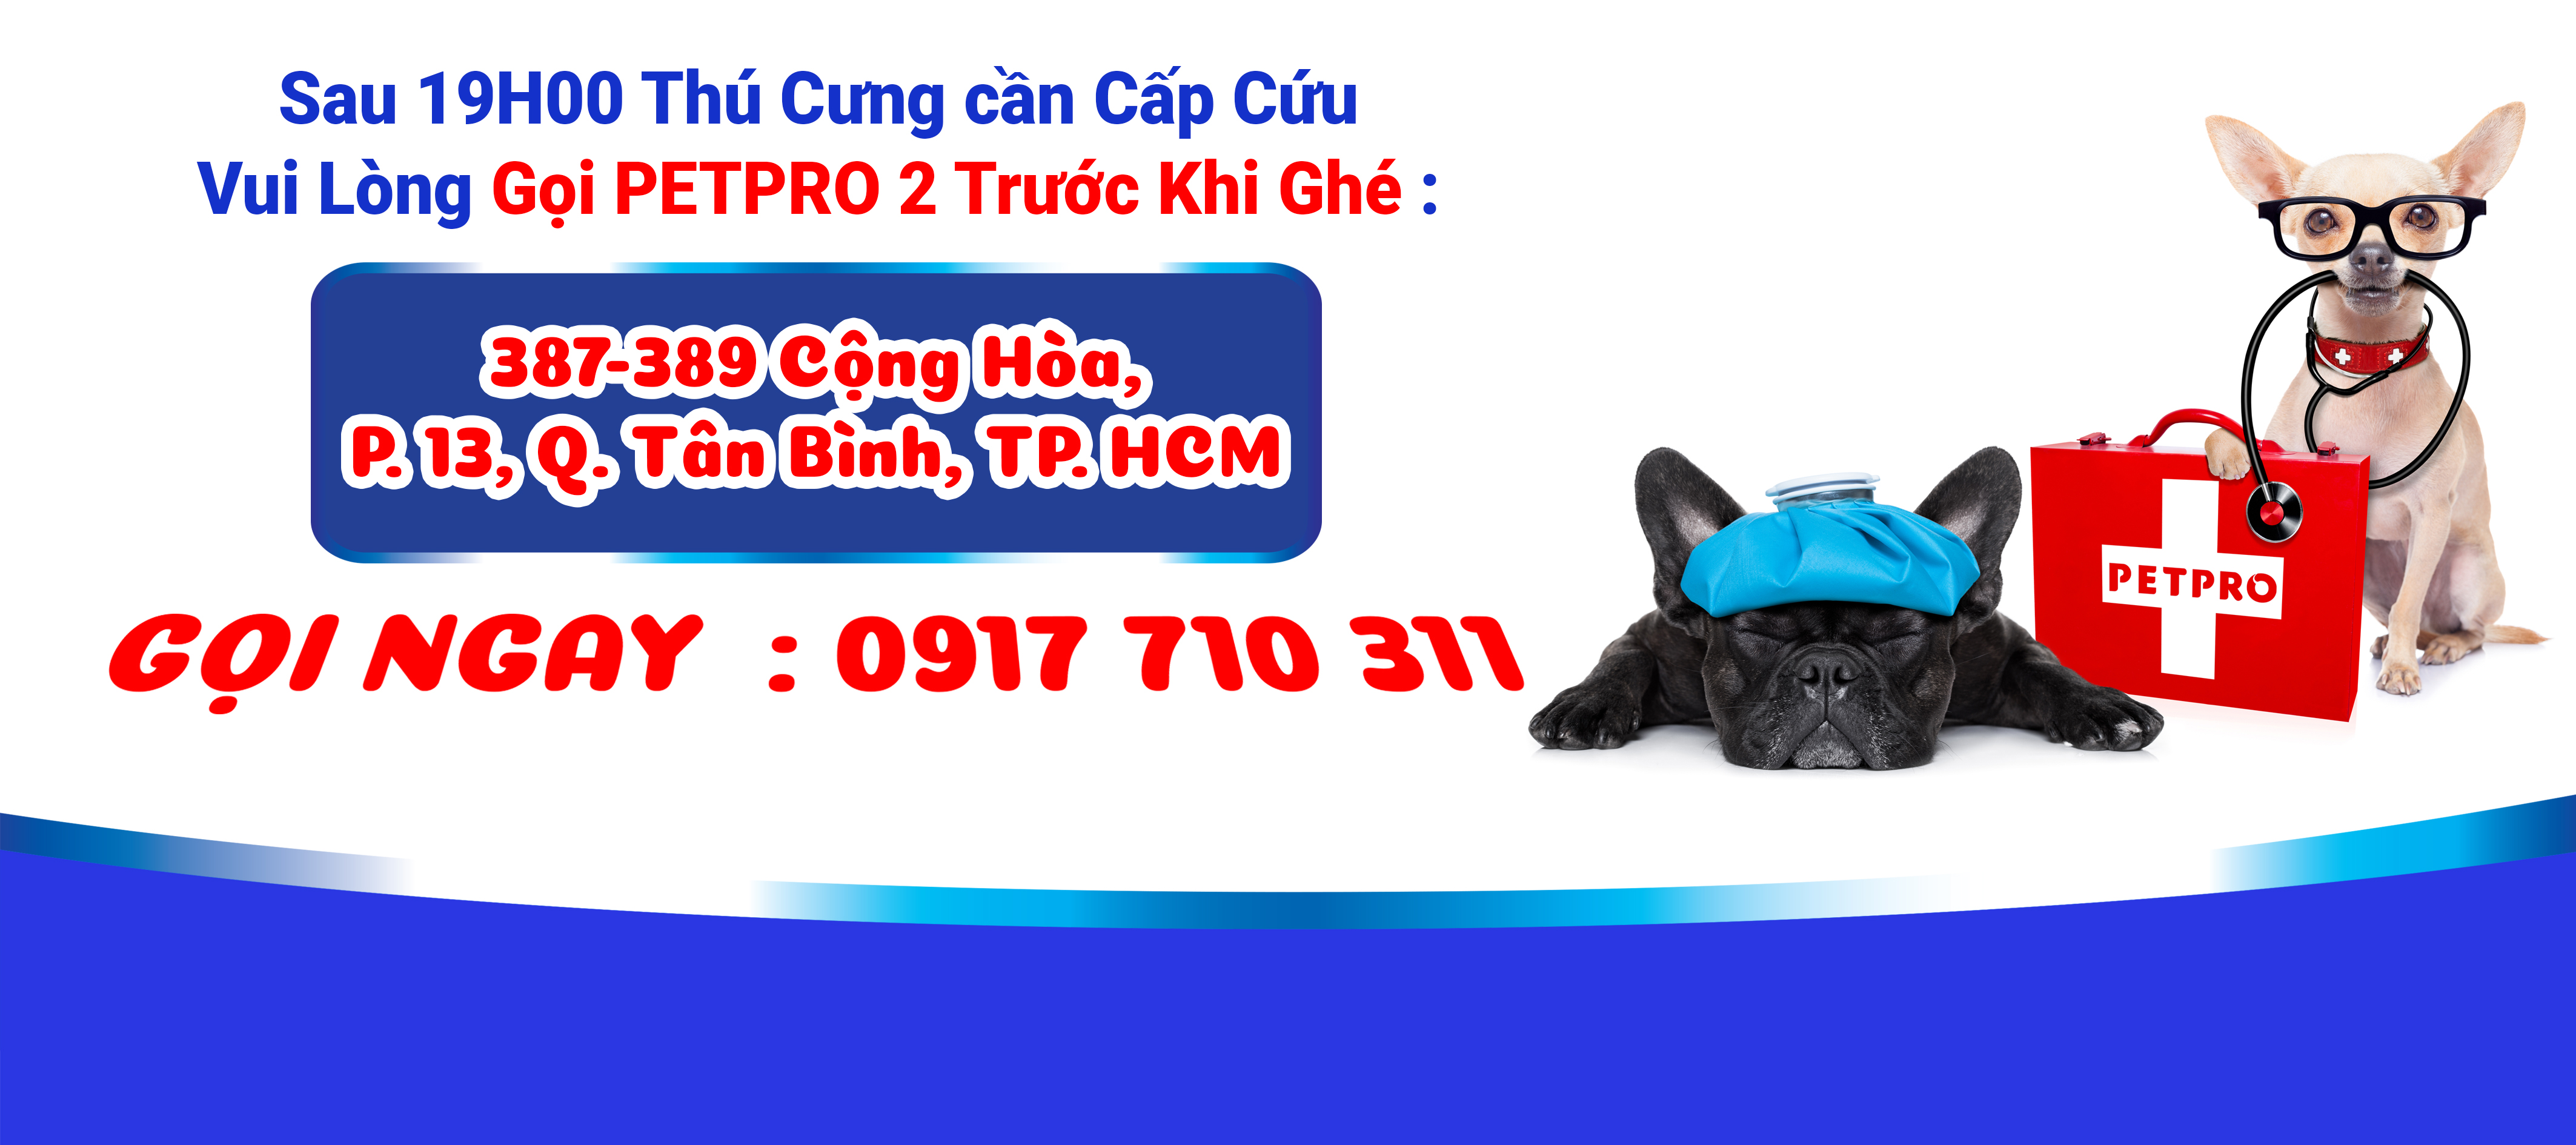 Sau 19H00 Thú Cưng cần Cấp Cứu
Vui Lòng Gọi PETPRO 2 Trước Khi Ghé :
387-389 Cộng Hòa,
P. 13, Q. Tân Bình, TP. HCM
GỌI NGAY : 0917 710 311
PETPRO